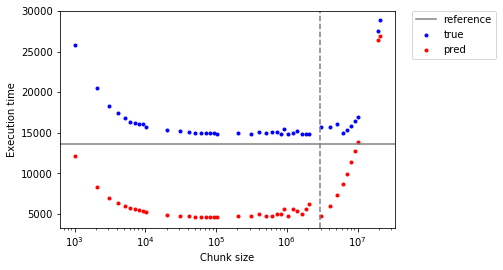 30000
25000
20000
15000
10000
5000
Execution time
10³
10⁴
10⁵
10⁶
10⁷
Chunk size
reference
true
pred